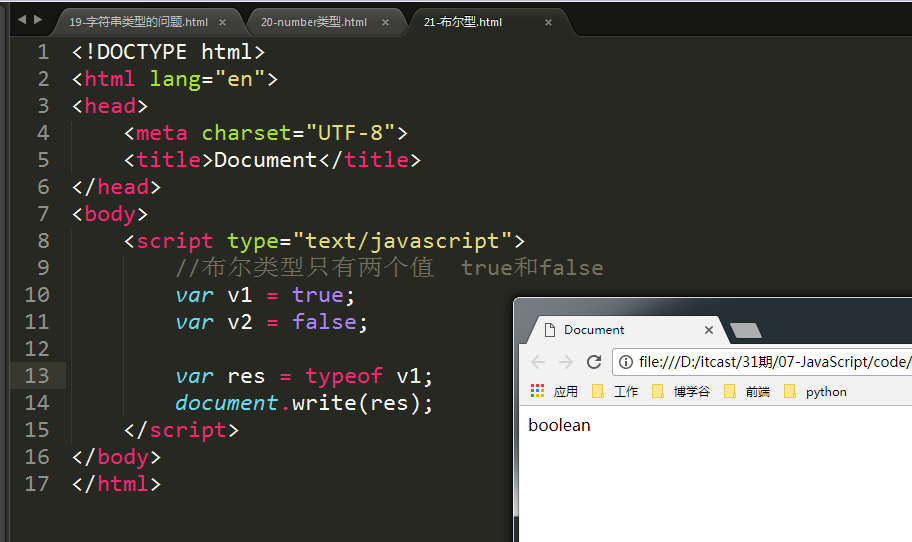 19-字符串类型的问题.html × 20-number类型.html × 21-布尔型.html ×
1 <!DOCTYPE html>
2 <html lang="en">
3 <head>
4 <meta charset="UTF-8">
5 <title>Document</title>
6 </head>
7 <body>
8 <script type="text/javascript">
9 //布尔类型只有两个值 true和false
10 var v1 = true;
11 var v2 = false;
12
13 var res = typeof v1;
14 document.write(res);
15 </script>
16 </body>
17 </html>
Document ×
file:///D:/itcast/31期/07-JavaScript/code/
应用 工作 博学谷 前端 python
boolean